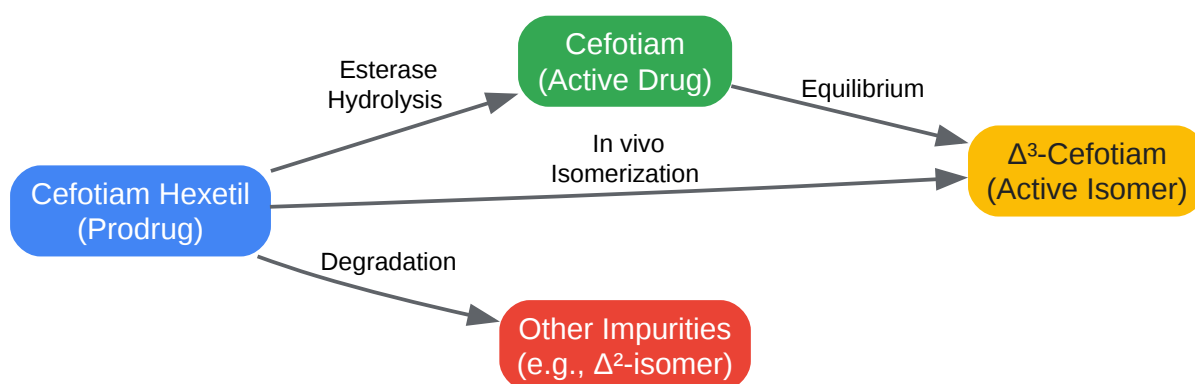 Cefotiam
(Active Drug)
Esterase
Hydrolysis
Equilibrium
In vivo
Isomerization
Δ³-Cefotiam
(Active Isomer)
Cefotiam Hexetil
(Prodrug)
Degradation
Other Impurities
(e.g., Δ²-isomer)